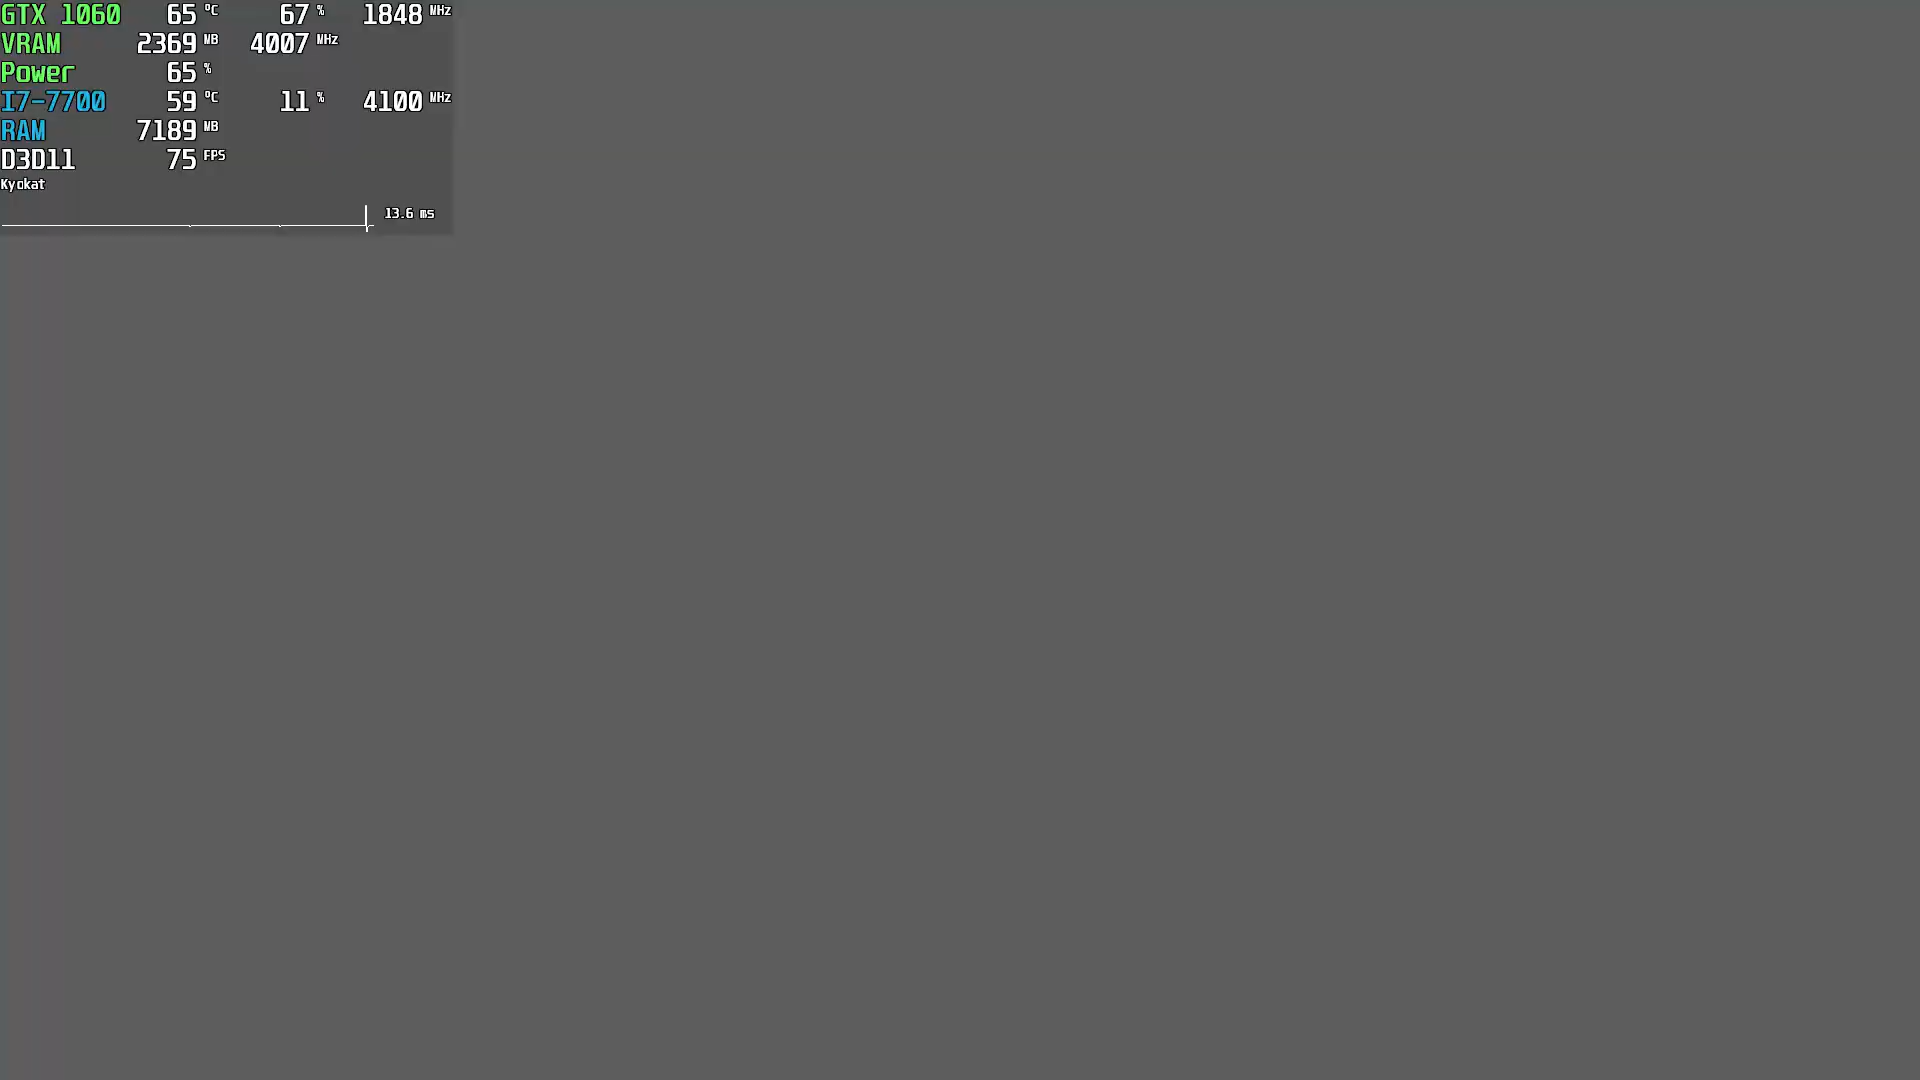 GTX 1060 65 °C 67 % 1848 MHz
VRAM 2369 MB 4007 MHz
Power 65 %
I7-7700 59 °C 11 % 4100 MHz
RAM 7189 MB
D3D11 75 FPS
Kyokat
13.6 ms